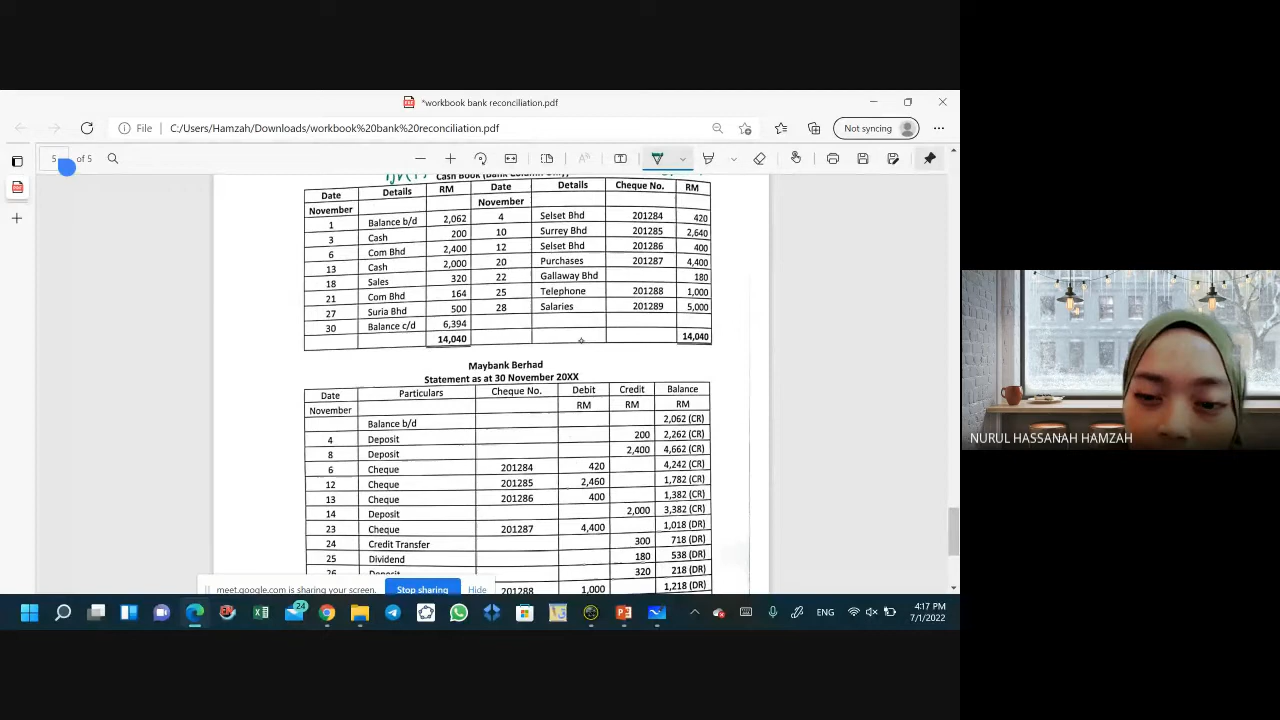 *workbook bank reconciliation.pdf
File C:/Users/Hamzah/Downloads/workbook%20bank%20reconciliation.pdf Not syncing
5 of 5
Cash Book (Bank Column Only)
Date Details RM Date Details Cheque No. RM
November November
1 Balance b/d 2,062 4 Selset Bhd 201284 420
3 Cash 200 10 Surrey Bhd 201285 2,640
6 Com Bhd 2,400 12 Selset Bhd 201286 400
13 Cash 2,000 20 Purchases 201287 4,400
18 Sales 320 22 Gallaway Bhd 180
21 Com Bhd 164 25 Telephone 201288 1,000
27 Suria Bhd 500 28 Salaries 201289 5,000
30 Balance c/d 6,394
14,040 14,040
Maybank Berhad
Statement as at 30 November 20XX
Date Particulars Cheque No. Debit Credit Balance
November RM RM RM
Balance b/d 2,062 (CR)
4 Deposit 200 2,262 (CR)
8 Deposit 2,400 4,662 (CR)
6 Cheque 201284 420 4,242 (CR)
12 Cheque 201285 2,460 1,782 (CR)
13 Cheque 201286 400 1,382 (CR)
14 Deposit 2,000 3,382 (CR)
23 Cheque 201287 4,400 1,018 (DR)
24 Credit Transfer 300 718 (DR)
25 Dividend 180 538 (DR)
26 Deposit 320 218 (DR)
201288 1,000 1,218 (DR)
meet.google.com is sharing your screen. Stop sharing Hide
NURUL HASSANAH HAMZAH
24
ENG
4:17 PM
7/1/2022